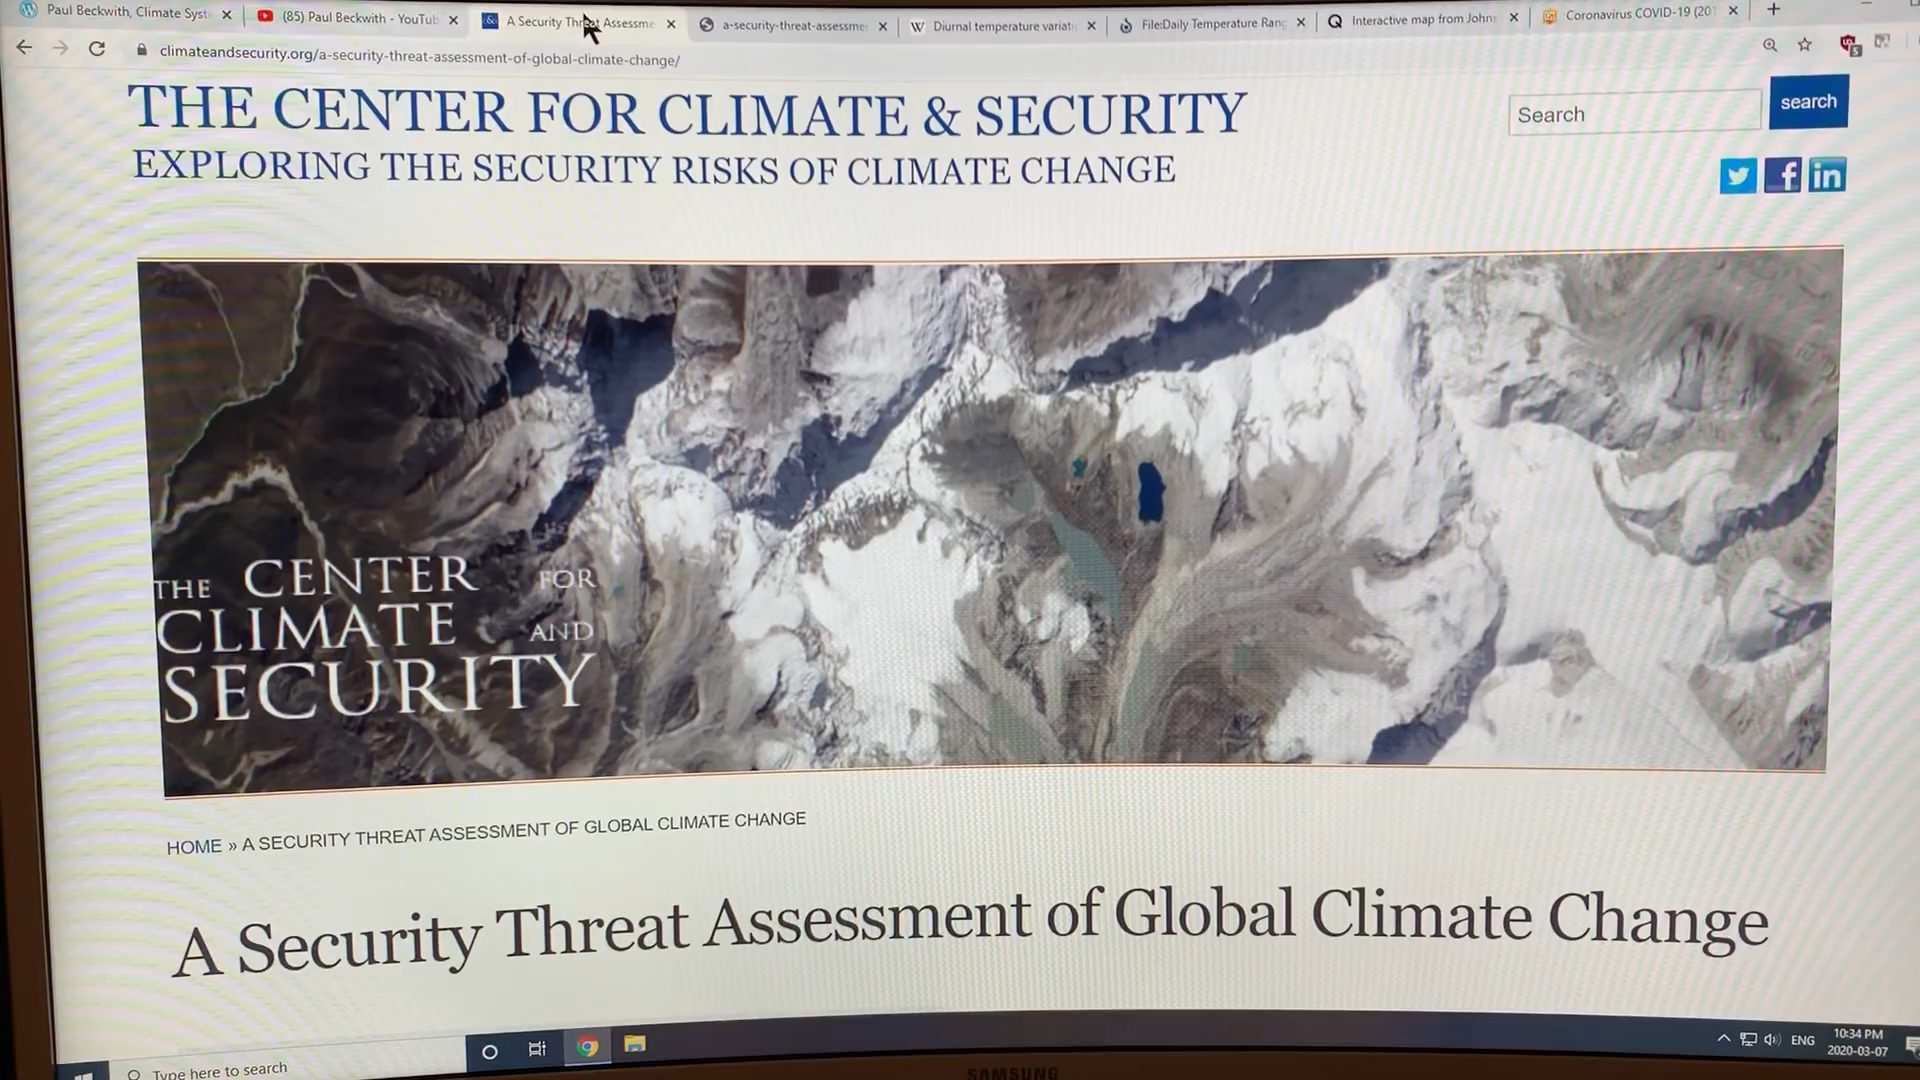 Paul Beckwith, Climate Syst
(85) Paul Beckwith - YouTub
A Security Threat Assessme
a-security-threat-assessme
Diurnal temperature variati
File:Daily Temperature Rang
Interactive map from Johns
Coronavirus COVID-19 (201
climateandsecurity.org/a-security-threat-assessment-of-global-climate-change/
THE CENTER FOR CLIMATE & SECURITY
EXPLORING THE SECURITY RISKS OF CLIMATE CHANGE
Search
search
THE CENTER FOR
CLIMATE AND
SECURITY
HOME » A SECURITY THREAT ASSESSMENT OF GLOBAL CLIMATE CHANGE
A Security Threat Assessment of Global Climate Change
Type here to search
ENG
10:34 PM
2020-03-07
SAMSUNG